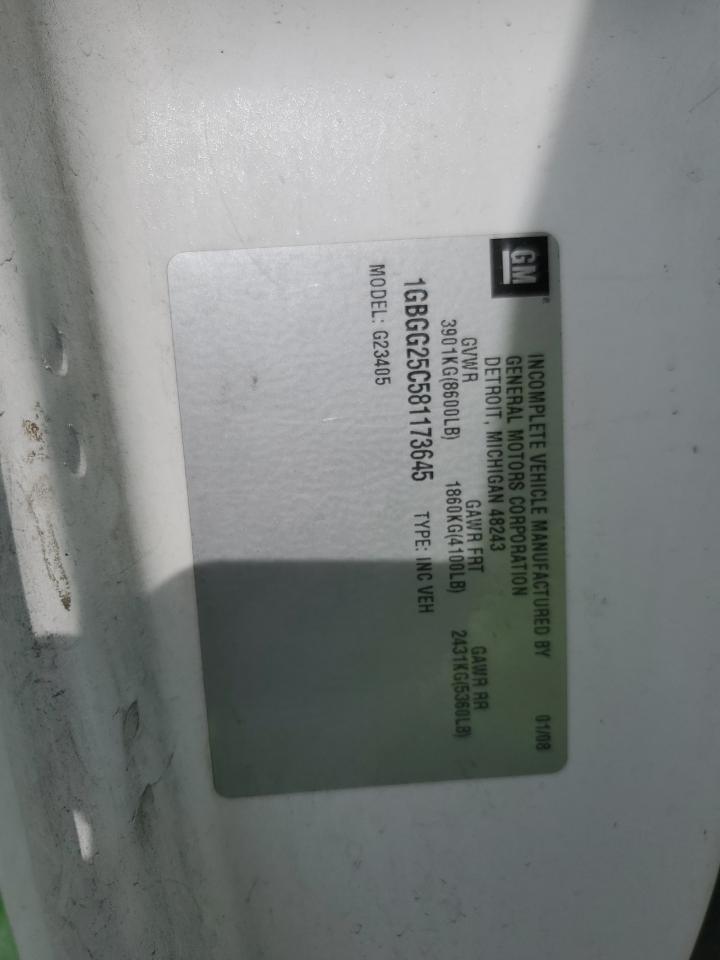 GM
INCOMPLETE VEHICLE MANUFACTURED BY 01/08
GENERAL MOTORS CORPORATION
DETROIT, MICHIGAN 48243
GVWR GAWR FRT GAWR RR
3901KG(8600LB) 1860KG(4100LB) 2431KG(5360LB)
1GBGG25C581173645 TYPE: INC VEH
MODEL: G23405